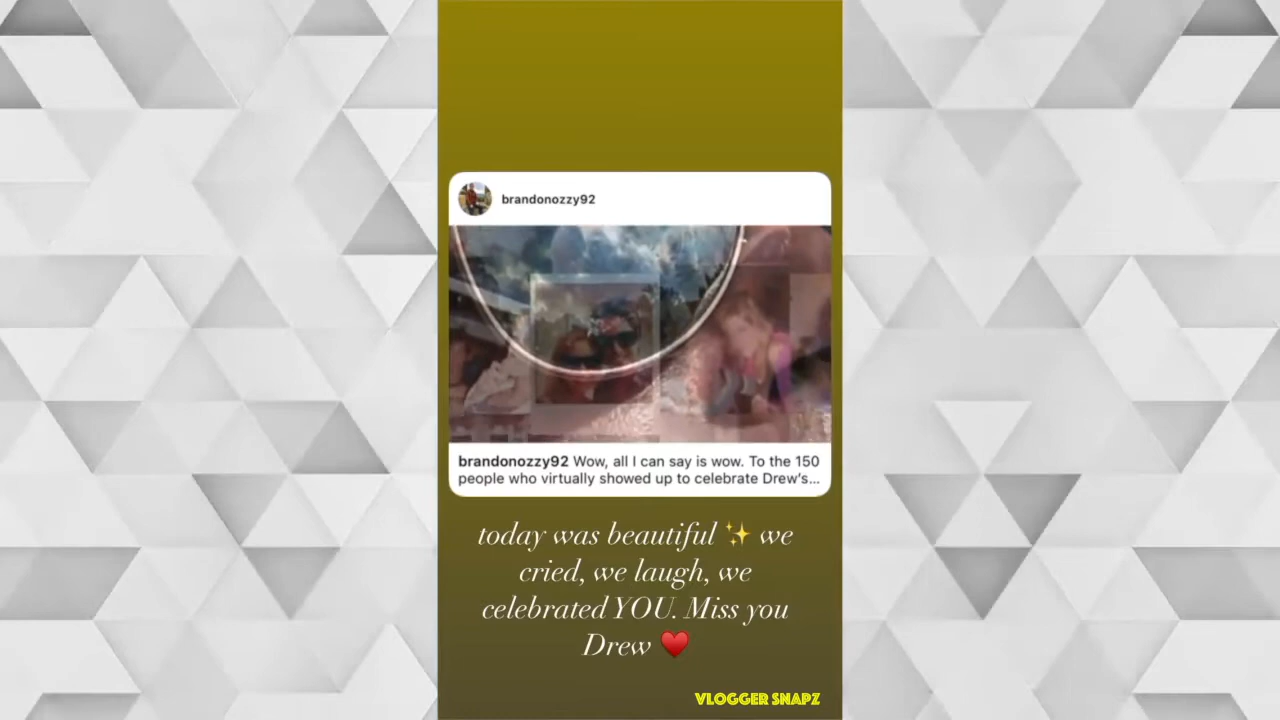 brandonozzy92
brandonozzy92 Wow, all I can say is wow. To the 150
people who virtually showed up to celebrate Drew's...
today was beautiful ✨ we
cried, we laugh, we
celebrated YOU. Miss you
Drew ♥️
VLOGGER SNAPZ